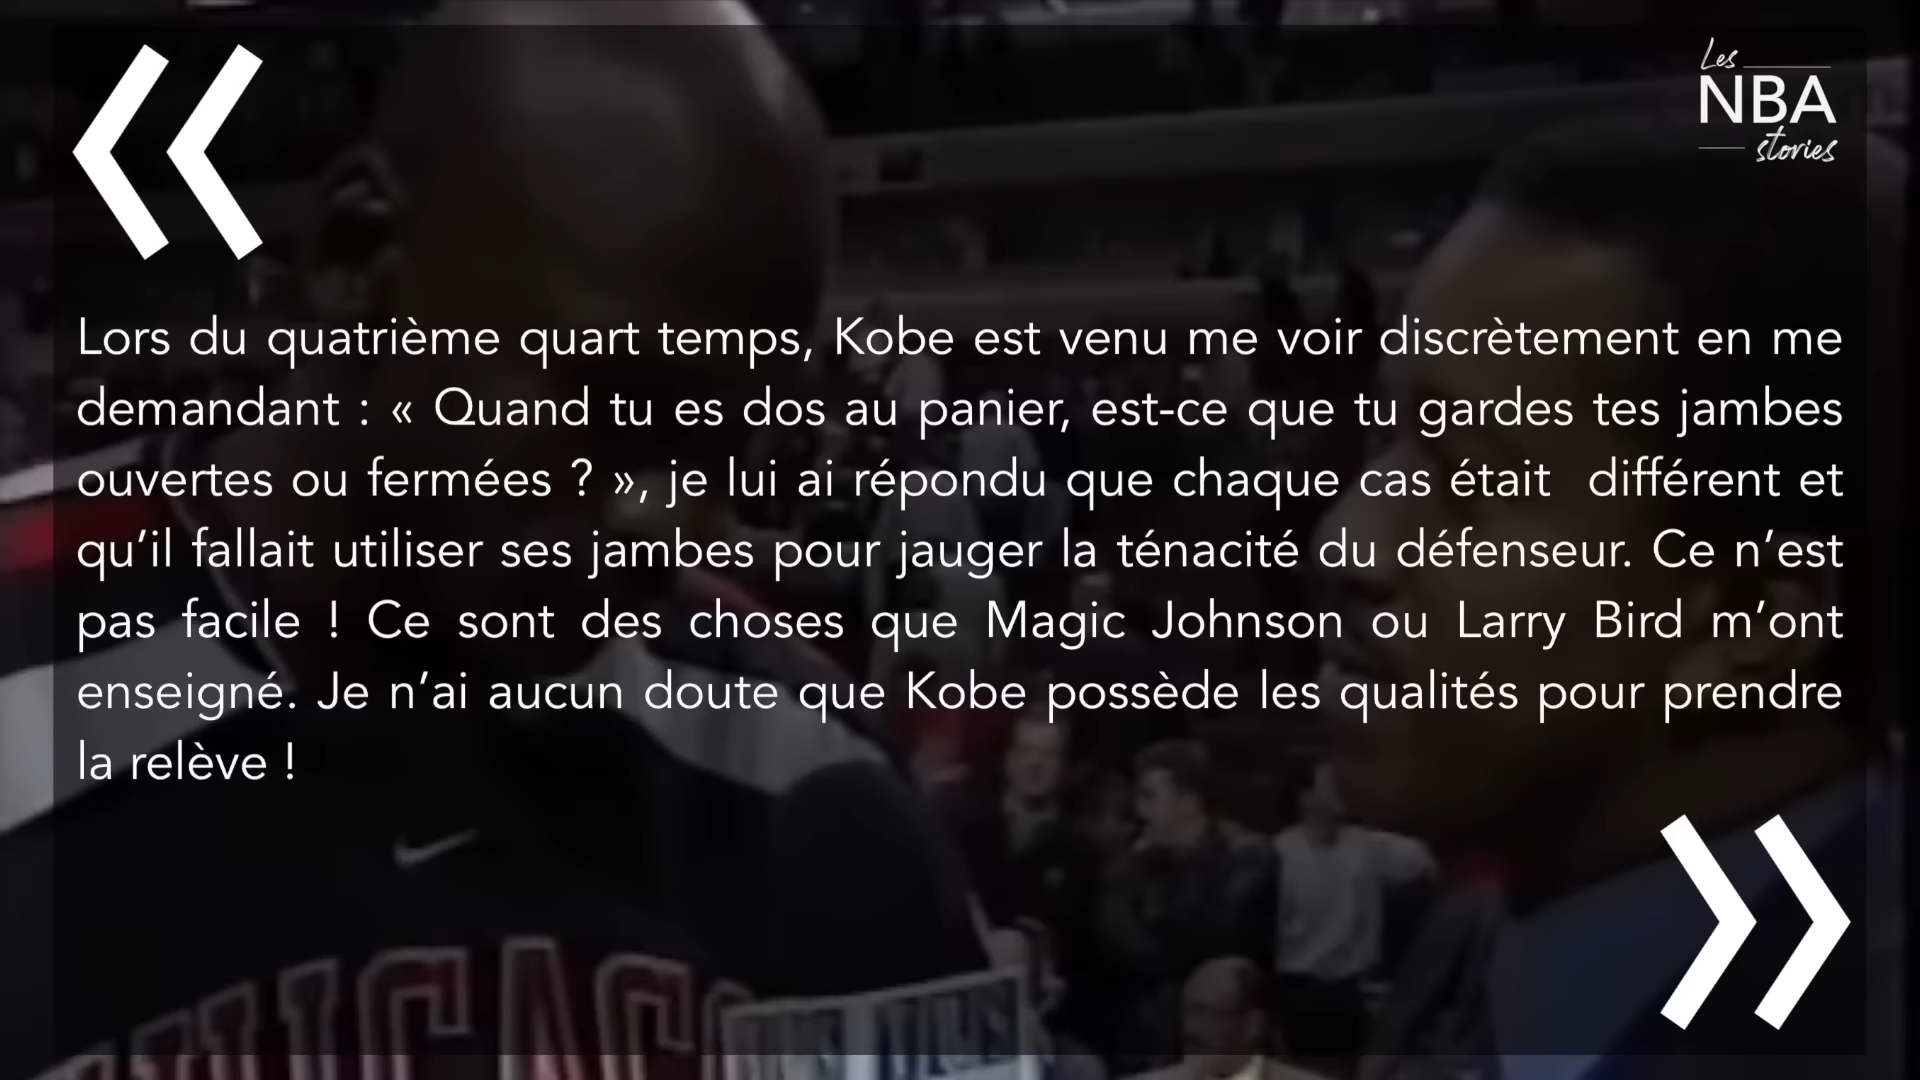 Les
NBA
stories
«
Lors du quatrième quart temps, Kobe est venu me voir discrètement en me
demandant : « Quand tu es dos au panier, est-ce que tu gardes tes jambes
ouvertes ou fermées ? », je lui ai répondu que chaque cas était  différent et
qu’il fallait utiliser ses jambes pour jauger la ténacité du défenseur. Ce n’est
pas facile ! Ce sont des choses que Magic Johnson ou Larry Bird m’ont
enseigné. Je n’ai aucun doute que Kobe possède les qualités pour prendre
la relève !
»